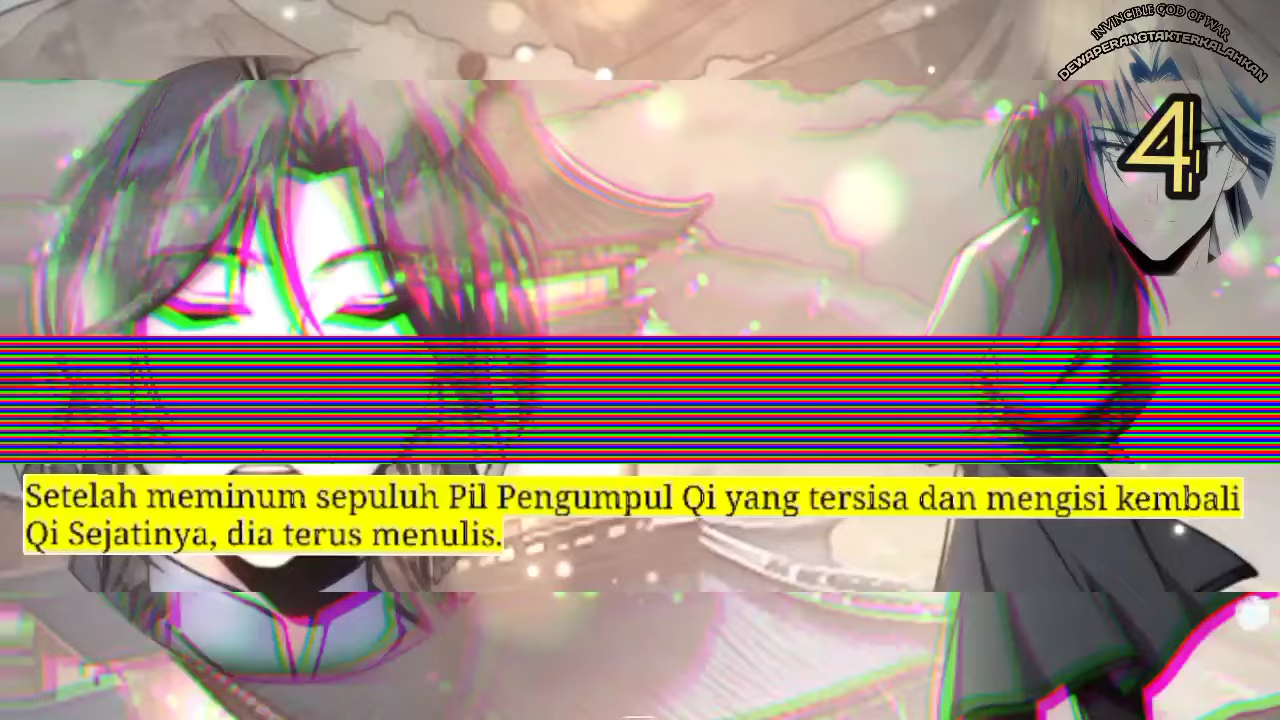 INVINCIBLE GOD OF WAR
DEWAPERANGTAKTERKALAHKAN
4
Setelah meminum sepuluh Pil Pengumpul Qi yang tersisa dan mengisi kembali
Qi Sejatinya, dia terus menulis.